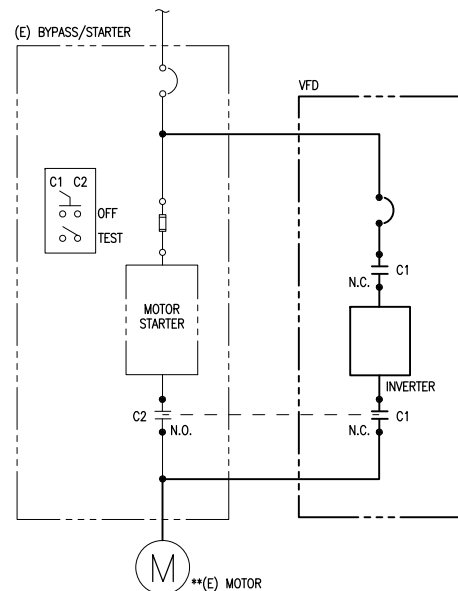 (E) BYPASS/STARTER
VFD
C1 C2
OFF
TEST
C1
N.C.
MOTOR
STARTER
INVERTER
C2
N.O.
C1
N.C.
M
**(E) MOTOR